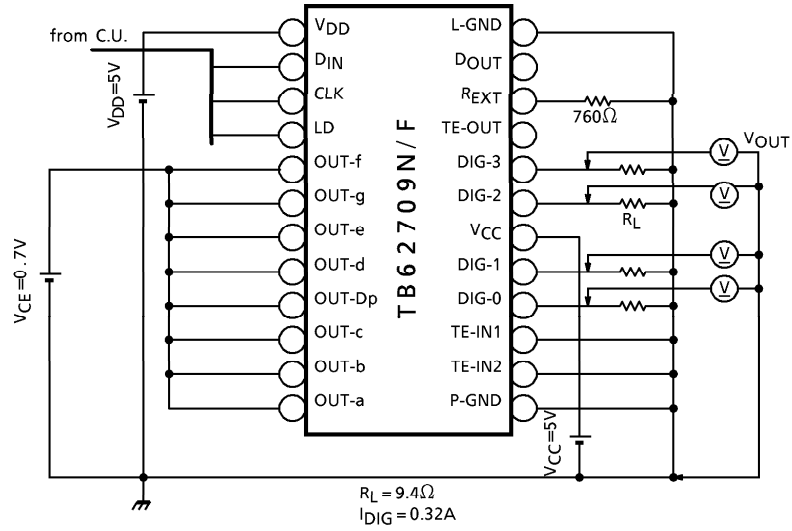 from C.U.
VDD=5V
VCE=0.7V
VDD
DIN
CLK
LD
OUT-f
OUT-g
OUT-e
OUT-d
OUT-Dp
OUT-c
OUT-b
OUT-a
TB62709N/F
L-GND
DOUT
REXT
TE-OUT
DIG-3
DIG-2
VCC
DIG-1
DIG-0
TE-IN1
TE-IN2
P-GND
760Ω
RL
VCC=5V
VOUT
V
V
V
V
RL=9.4Ω
IDIG=0.32A